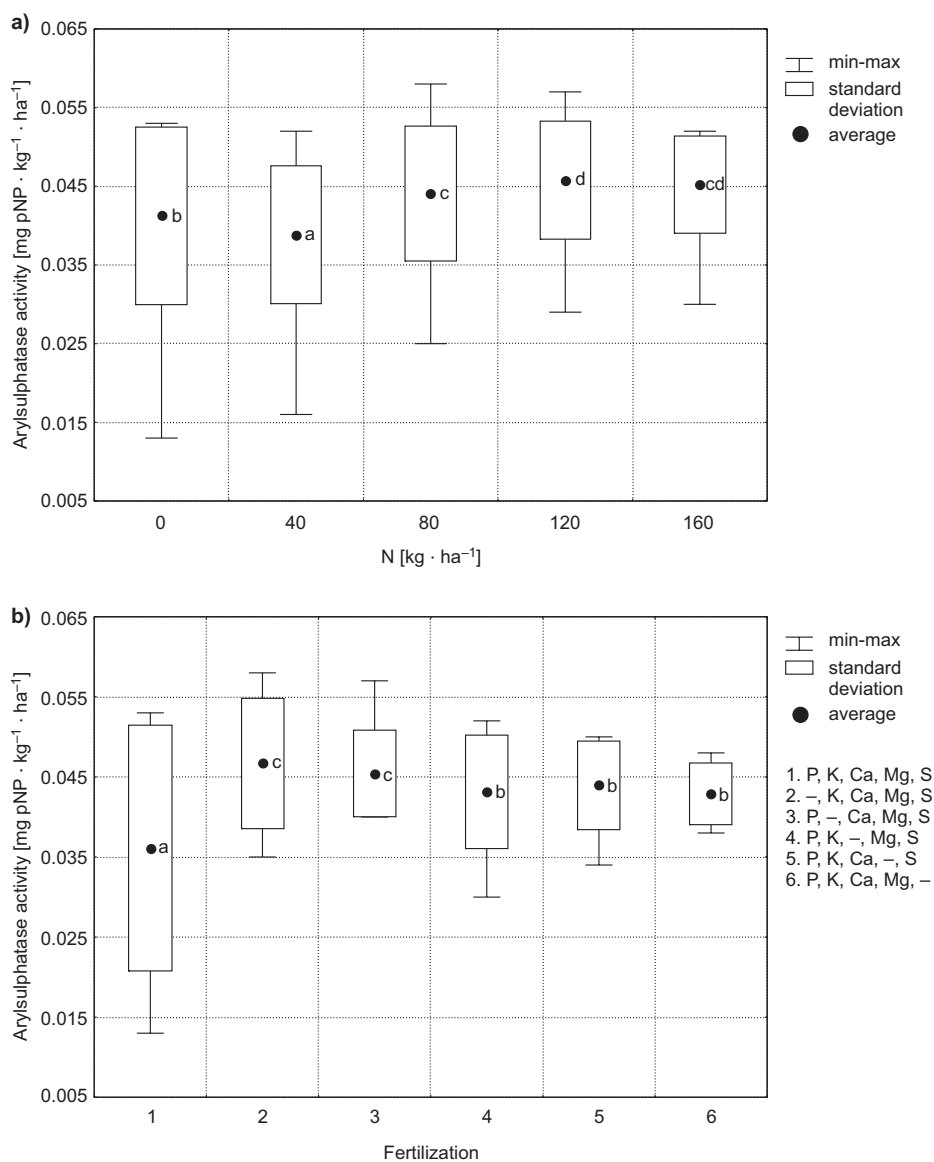 a)
0.065
0.055
0.045
0.035
0.025
0.015
0.005
Arylsulphatase activity [mg pNP · kg⁻¹ · ha⁻¹]
b
a
c
d
cd
0 40 80 120 160
N [kg · ha⁻¹]
min-max
standard
deviation
average
b)
0.065
0.055
0.045
0.035
0.025
0.015
0.005
Arylsulphatase activity [mg pNP · kg⁻¹ · ha⁻¹]
a
c
c
b
b
b
1 2 3 4 5 6
Fertilization
min-max
standard
deviation
average
1. P, K, Ca, Mg, S
2. –, K, Ca, Mg, S
3. P, –, Ca, Mg, S
4. P, K, –, Mg, S
5. P, K, Ca, –, S
6. P, K, Ca, Mg, –